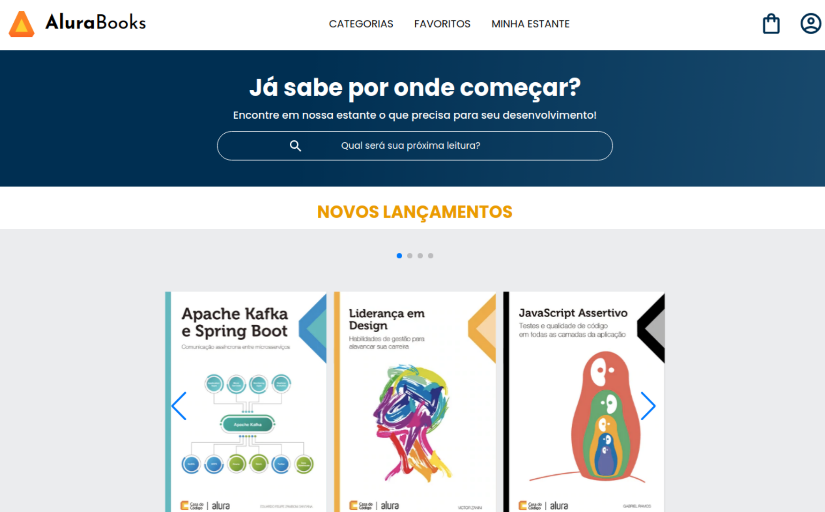 AluraBooks
CATEGORIAS
FAVORITOS
MINHA ESTANTE
Já sabe por onde começar?
Encontre em nossa estante o que precisa para seu desenvolvimento!
Qual será sua próxima leitura?
NOVOS LANÇAMENTOS
Apache Kafka
e Spring Boot
Comunicação assíncrona entre microsserviços
Apache Kafka
Casa do
Código
alura
Liderança em
Design
Habilidades de gestão para
alavancar sua carreira
Casa do
Código
alura
JavaScript Assertivo
Testes e qualidade de código
em todas as camadas da aplicação
Casa do
Código
alura
GABRIEL RAMOS